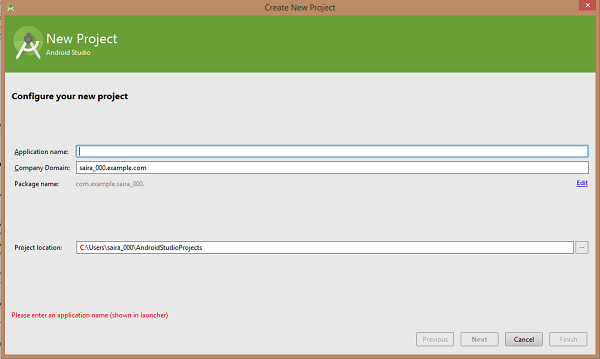 Create New Project
New Project
Android Studio
Configure your new project
Application name:
Company Domain: saira_000.example.com
Package name: com.example.saira_000. Edit
Project location: C:\Users\saira_000\AndroidStudioProjects ...
Please enter an application name (shown in launcher)
Previous Next Cancel Finish